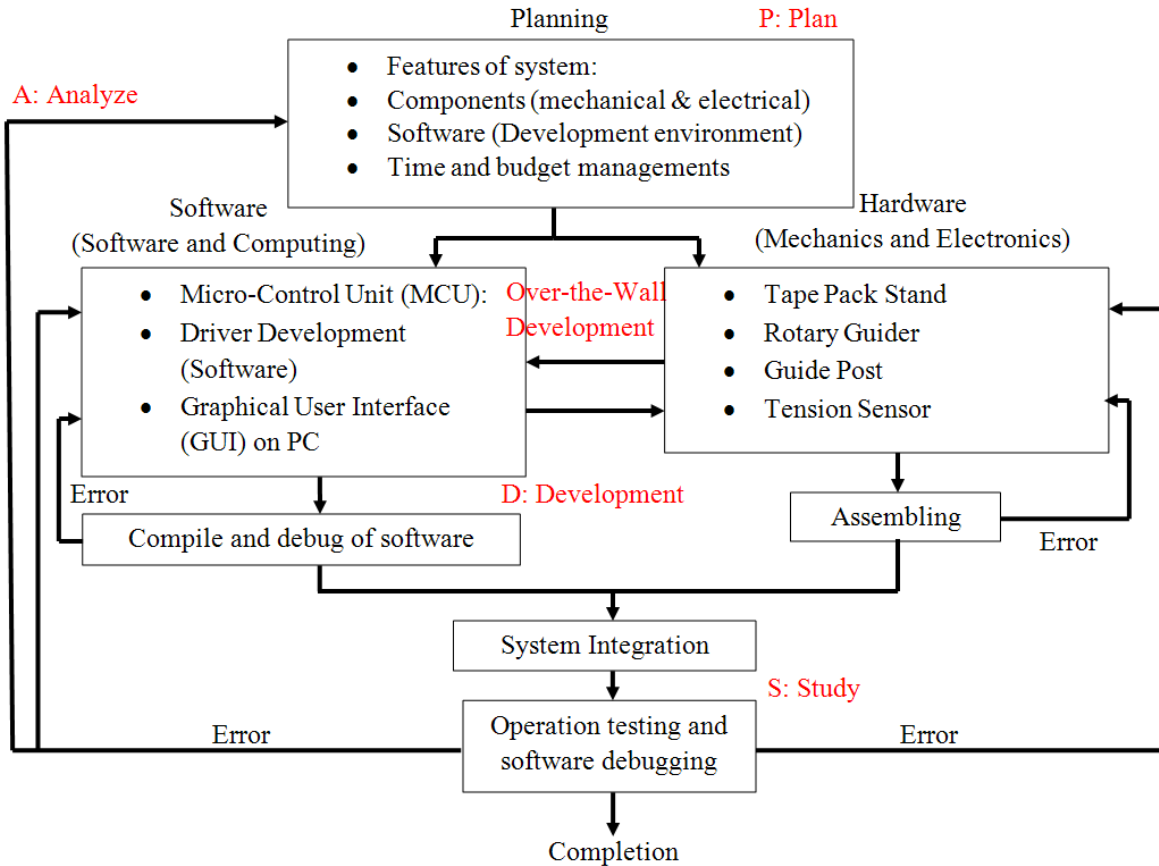 Planning
P: Plan
• Features of system:
• Components (mechanical & electrical)
• Software (Development environment)
• Time and budget managements
A: Analyze
Software
(Software and Computing)
Hardware
(Mechanics and Electronics)
• Micro-Control Unit (MCU):
• Driver Development
(Software)
• Graphical User Interface
(GUI) on PC
Over-the-Wall
Development
• Tape Pack Stand
• Rotary Guider
• Guide Post
• Tension Sensor
Error
D: Development
Compile and debug of software
Assembling
Error
System Integration
S: Study
Error
Operation testing and
software debugging
Error
Completion